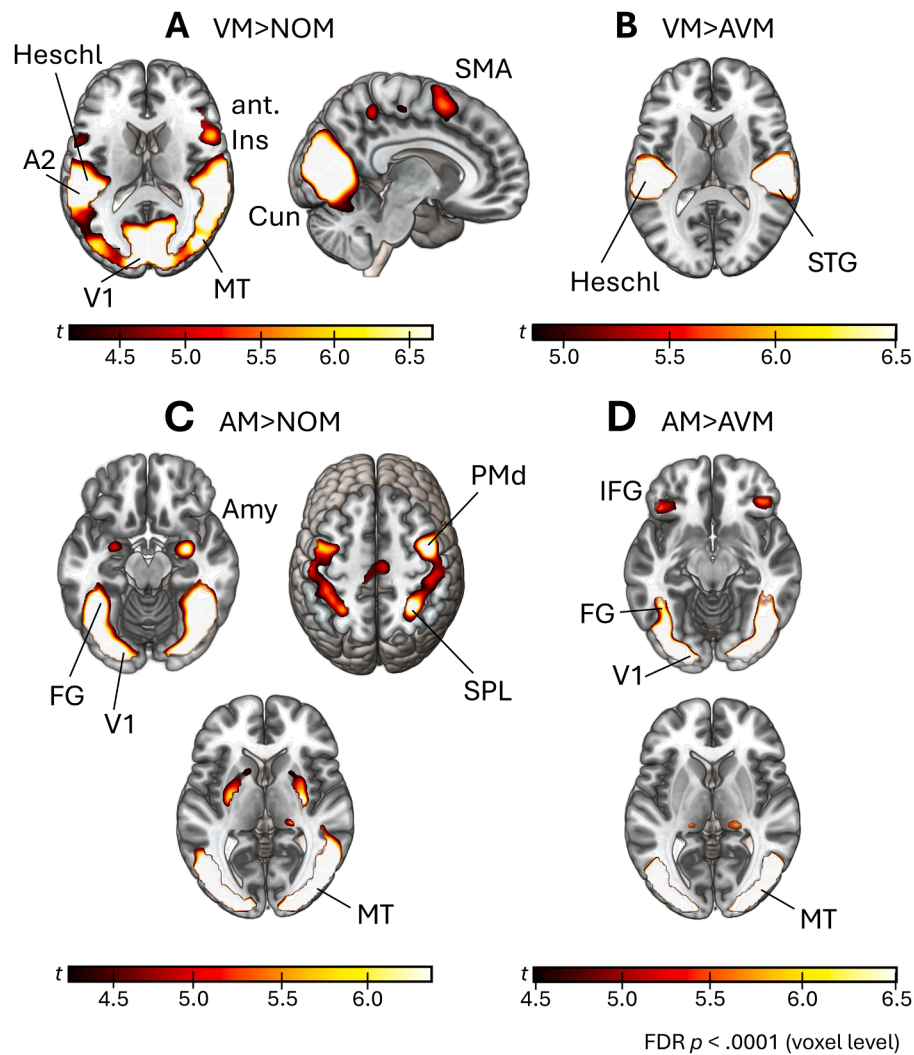 A VM>NOM
Heschl
A2
ant.
Ins
SMA
Cun
V1
MT
t
4.5 5.0 5.5 6.0 6.5
B VM>AVM
Heschl
STG
t
5.0 5.5 6.0 6.5
C AM>NOM
Amy
PMd
FG
V1
SPL
MT
t
4.5 5.0 5.5 6.0
D AM>AVM
IFG
FG
V1
MT
t
4.5 5.0 5.5 6.0 6.5
FDR p < .0001 (voxel level)